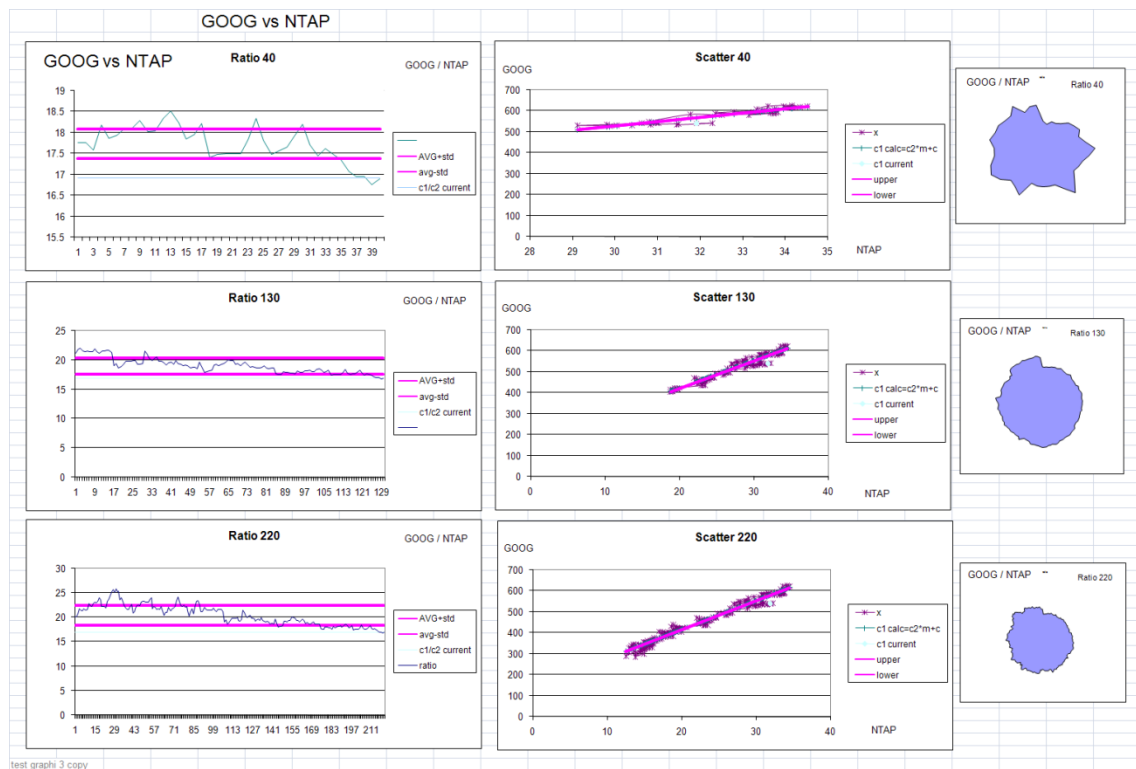 GOOG vs NTAP
GOOG vs NTAP
Ratio 40
GOOG / NTAP
19
18.5
18
17.5
17
16.5
16
15.5
1 3 5 7 9 11 13 15 17 19 21 23 25 27 29 31 33 35 37 39
AVG+std
avg-std
c1/c2 current
Scatter 40
GOOG
700
600
500
400
300
200
100
0
28 29 30 31 32 33 34 35
NTAP
x
c1 calc=c2*m+c
c1 current
upper
lower
GOOG / NTAP
Ratio 40
Ratio 130
GOOG / NTAP
25
20
15
10
5
0
1 9 17 25 33 41 49 57 65 73 81 89 97 105 113 121 129
AVG+std
avg-std
c1/c2 current
Scatter 130
GOOG
700
600
500
400
300
200
100
0
0 10 20 30 40
NTAP
x
c1 calc=c2*m+c
c1 current
upper
lower
GOOG / NTAP
Ratio 130
Ratio 220
GOOG / NTAP
30
25
20
15
10
5
0
1 15 29 43 57 71 85 99 113 127 141 155 169 183 197 211
AVG+std
avg-std
c1/c2 current
ratio
Scatter 220
GOOG
700
600
500
400
300
200
100
0
0 10 20 30 40
NTAP
x
c1 calc=c2*m+c
c1 current
upper
lower
GOOG / NTAP
Ratio 220
test graphi 3 copy